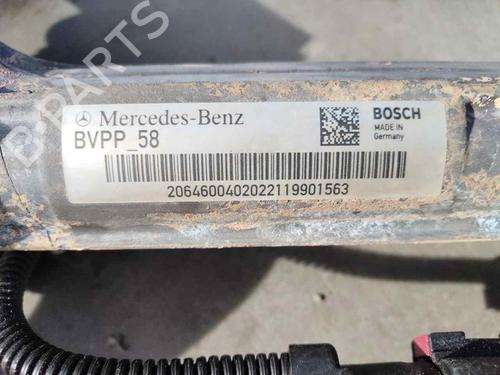 Mercedes-Benz
BOSCH
MADE IN
Germany
BVPP_58
2064600402022119901563
B-PARTS